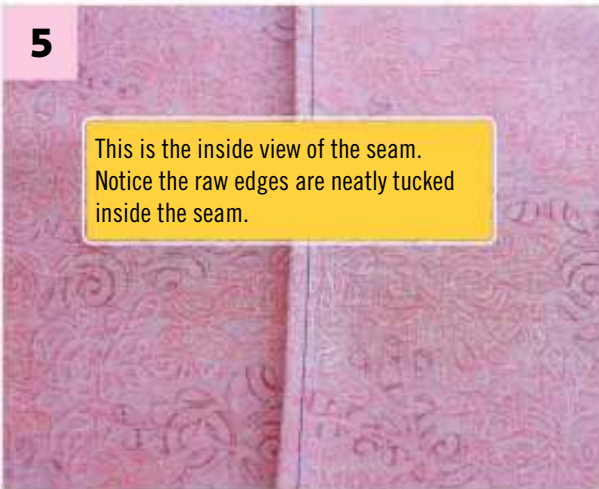 5
This is the inside view of the seam.
Notice the raw edges are neatly tucked
inside the seam.